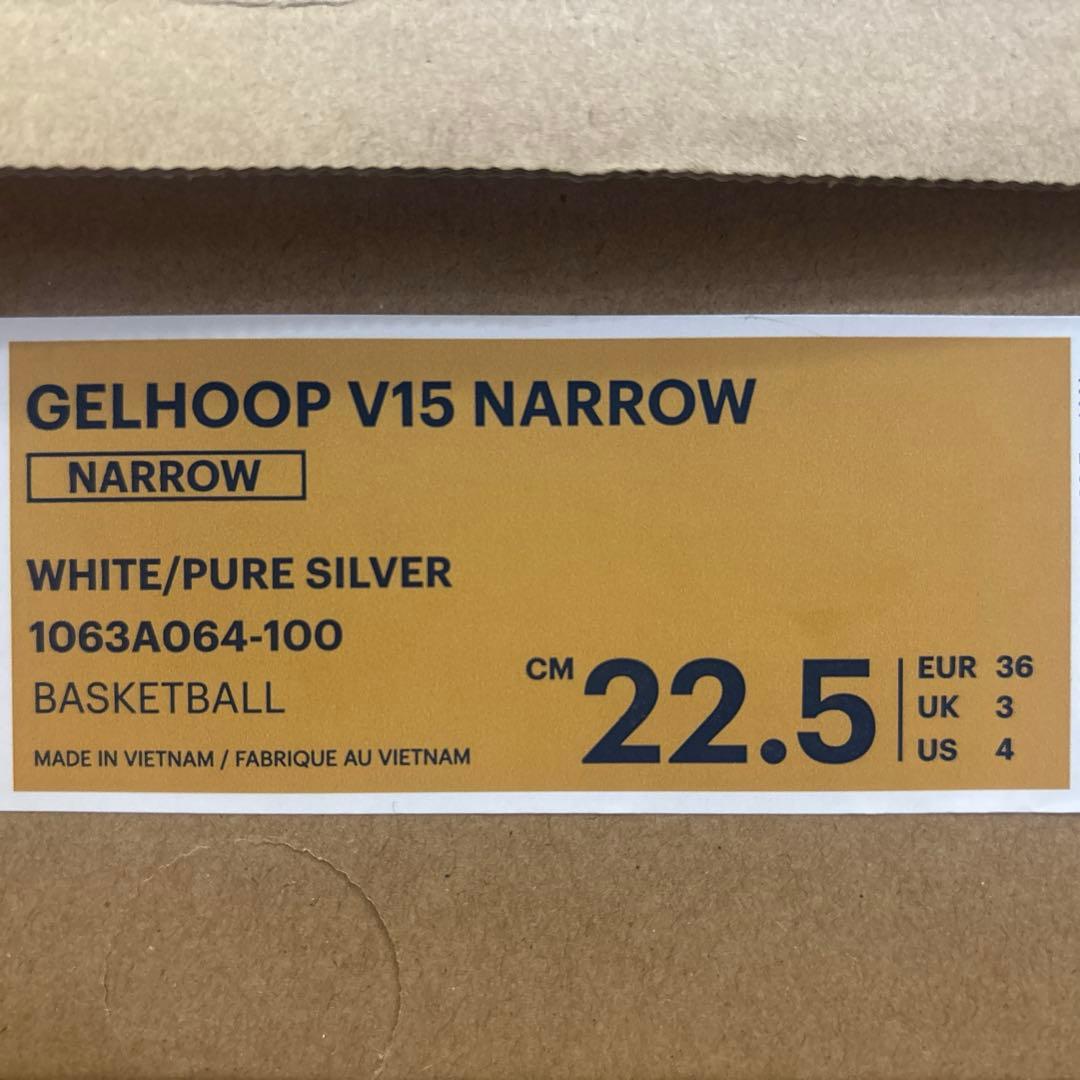 GELHOOP V15 NARROW
NARROW
WHITE/PURE SILVER
1063A064-100
BASKETBALL
MADE IN VIETNAM / FABRIQUE AU VIETNAM
CM 22.5
EUR 36
UK 3
US 4